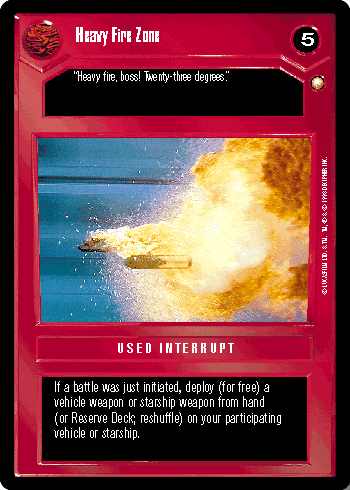 Heavy Fire Zone
5
"Heavy fire, boss! Twenty-three degrees."
USED INTERRUPT
If a battle was just initiated, deploy (for free) a
vehicle weapon or starship weapon from hand
(or Reserve Deck; reshuffle) on your participating
vehicle or starship.